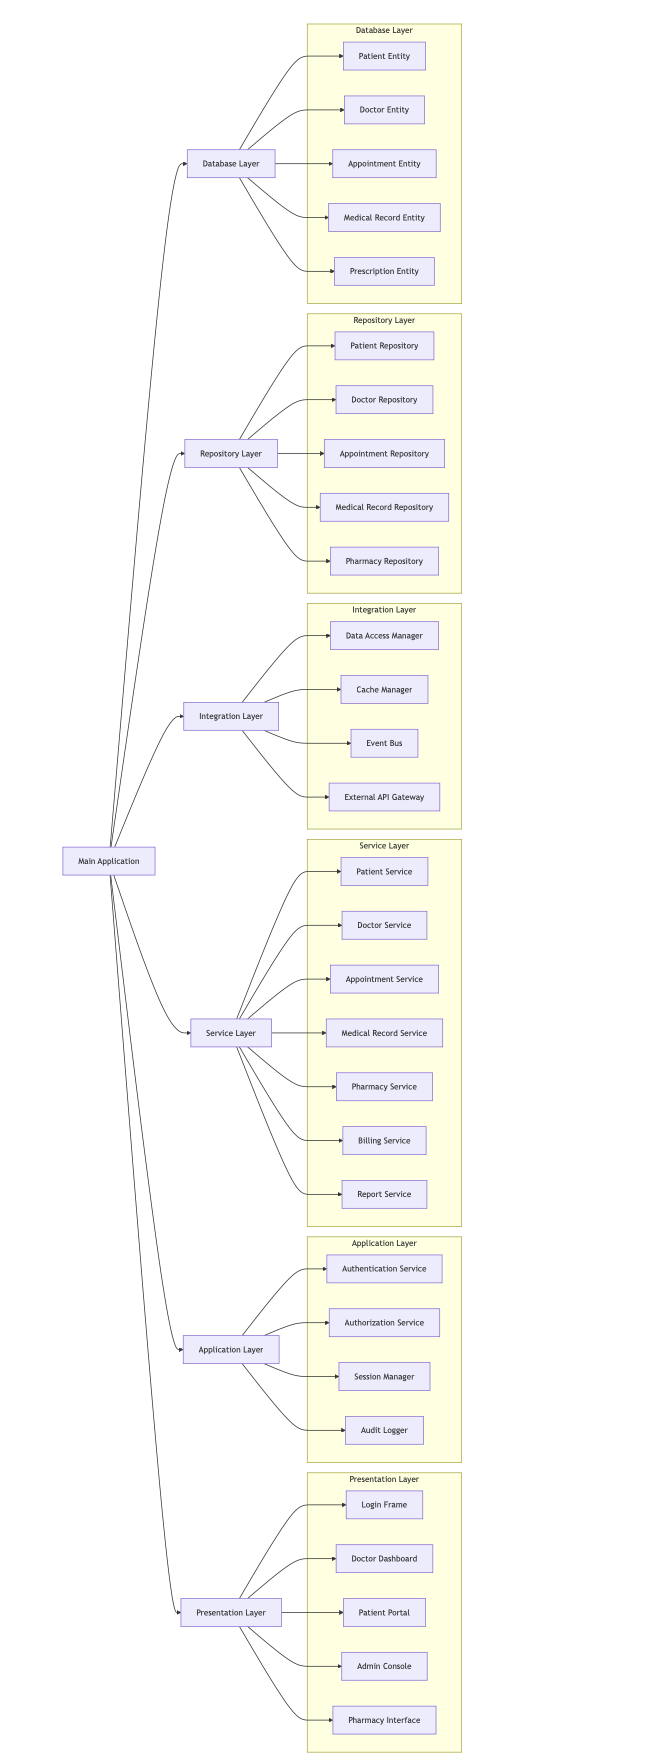 Main Application
Database Layer
Database Layer
Patient Entity
Doctor Entity
Appointment Entity
Medical Record Entity
Prescription Entity
Repository Layer
Repository Layer
Patient Repository
Doctor Repository
Appointment Repository
Medical Record Repository
Pharmacy Repository
Integration Layer
Integration Layer
Data Access Manager
Cache Manager
Event Bus
External API Gateway
Service Layer
Service Layer
Patient Service
Doctor Service
Appointment Service
Medical Record Service
Pharmacy Service
Billing Service
Report Service
Application Layer
Application Layer
Authentication Service
Authorization Service
Session Manager
Audit Logger
Presentation Layer
Presentation Layer
Login Frame
Doctor Dashboard
Patient Portal
Admin Console
Pharmacy Interface